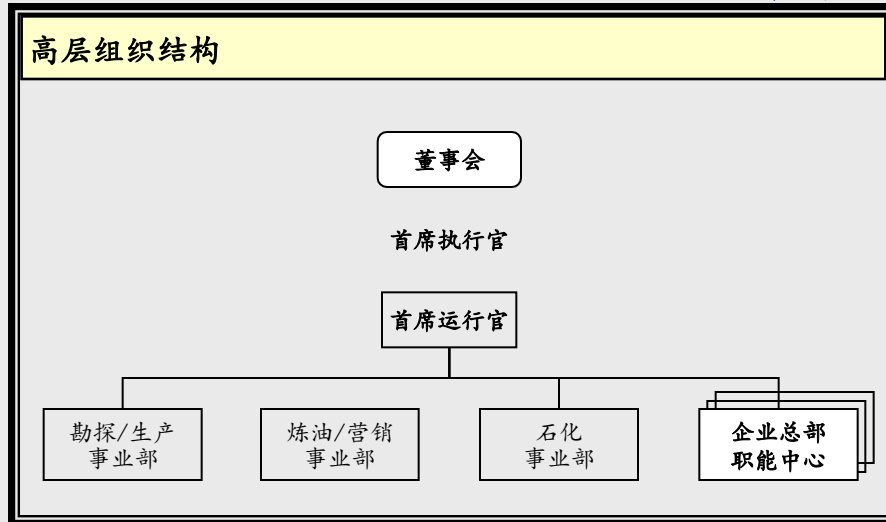 高层组织结构
董事会
首席执行官
首席运行官
勘探/生产
事业部
炼油/营销
事业部
石化
事业部
企业总部
职能中心